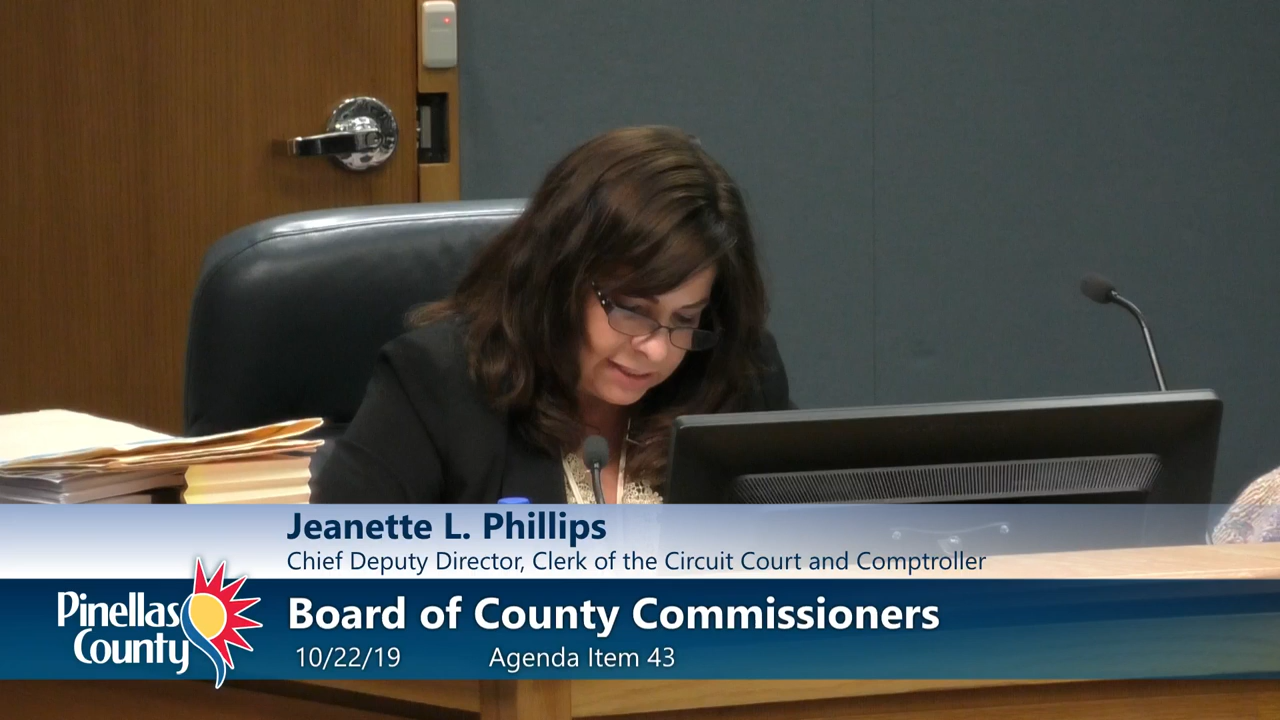 Jeanette L. Phillips
Chief Deputy Director, Clerk of the Circuit Court and Comptroller
Pinellas County
Board of County Commissioners
10/22/19 Agenda Item 43